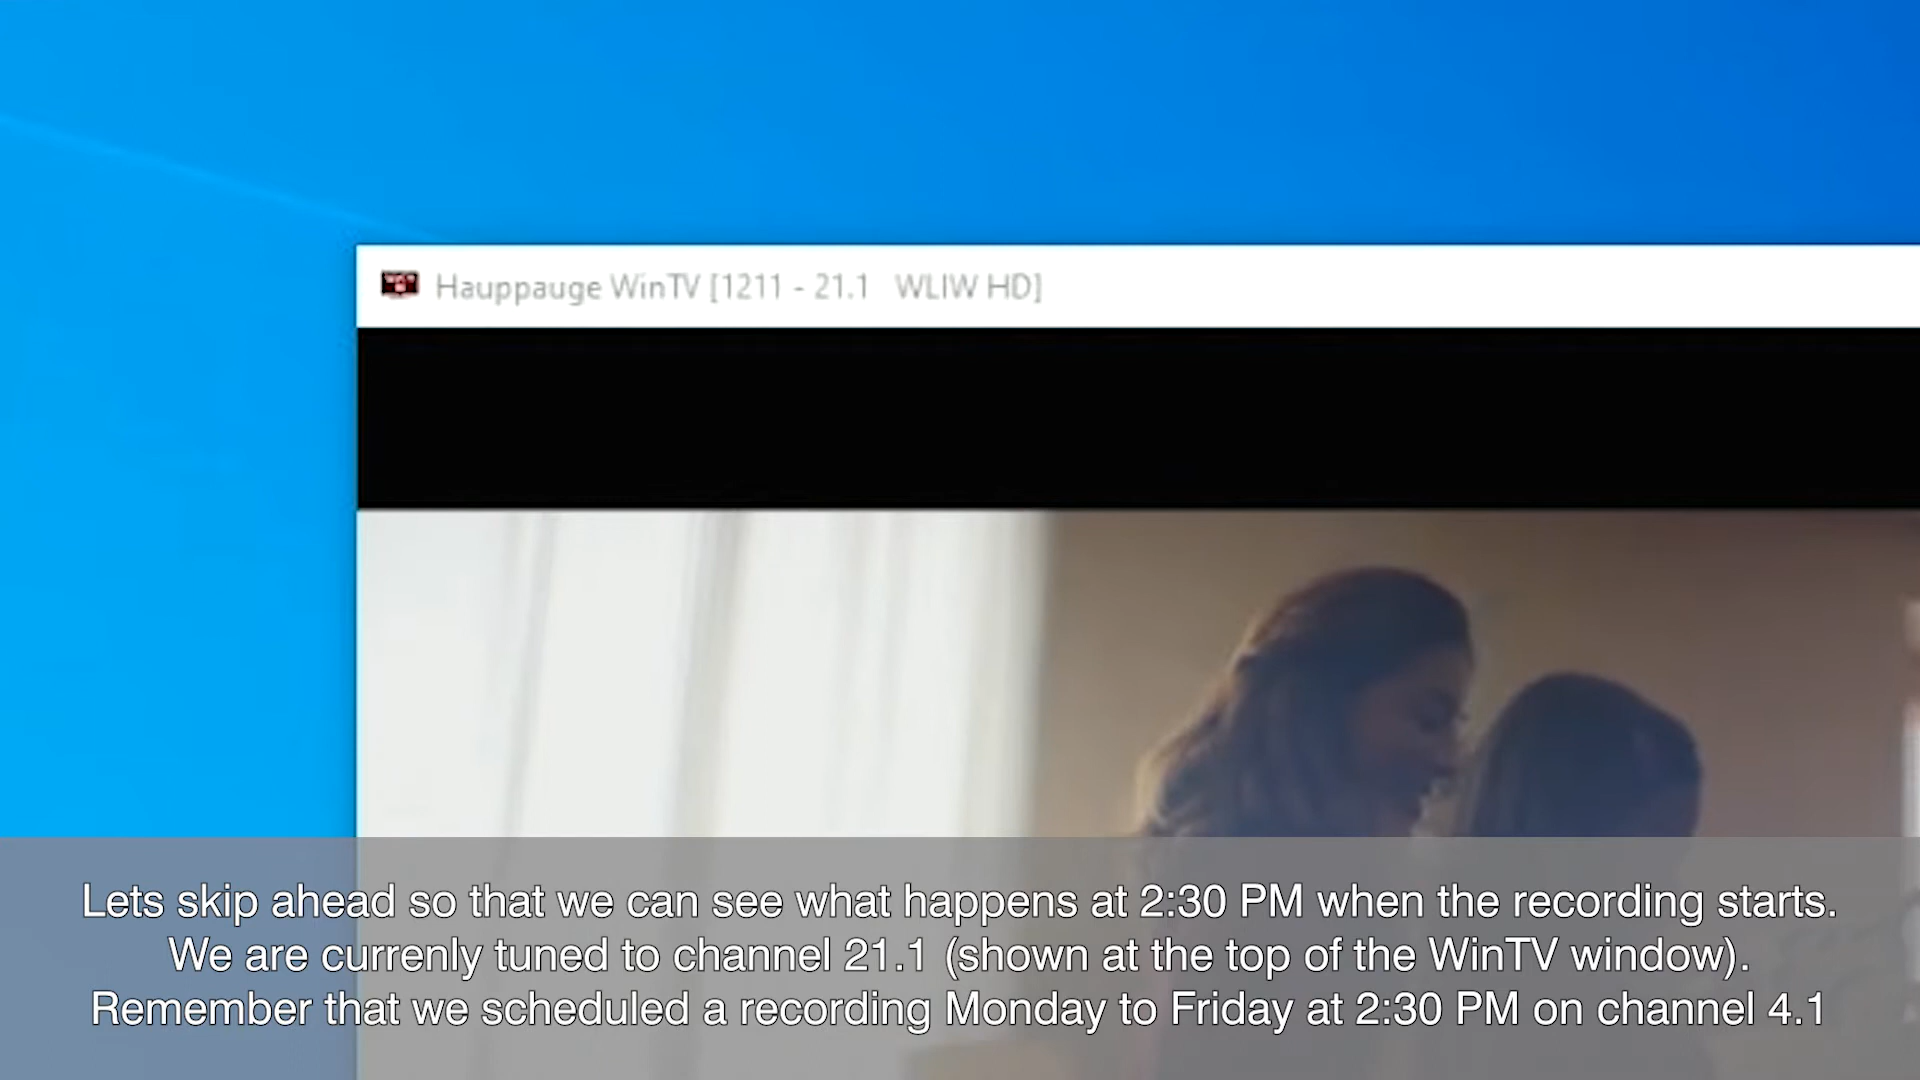 Hauppauge WinTV [1211 - 21.1 WLIW HD]
Lets skip ahead so that we can see what happens at 2:30 PM when the recording starts.
We are currenly tuned to channel 21.1 (shown at the top of the WinTV window).
Remember that we scheduled a recording Monday to Friday at 2:30 PM on channel 4.1